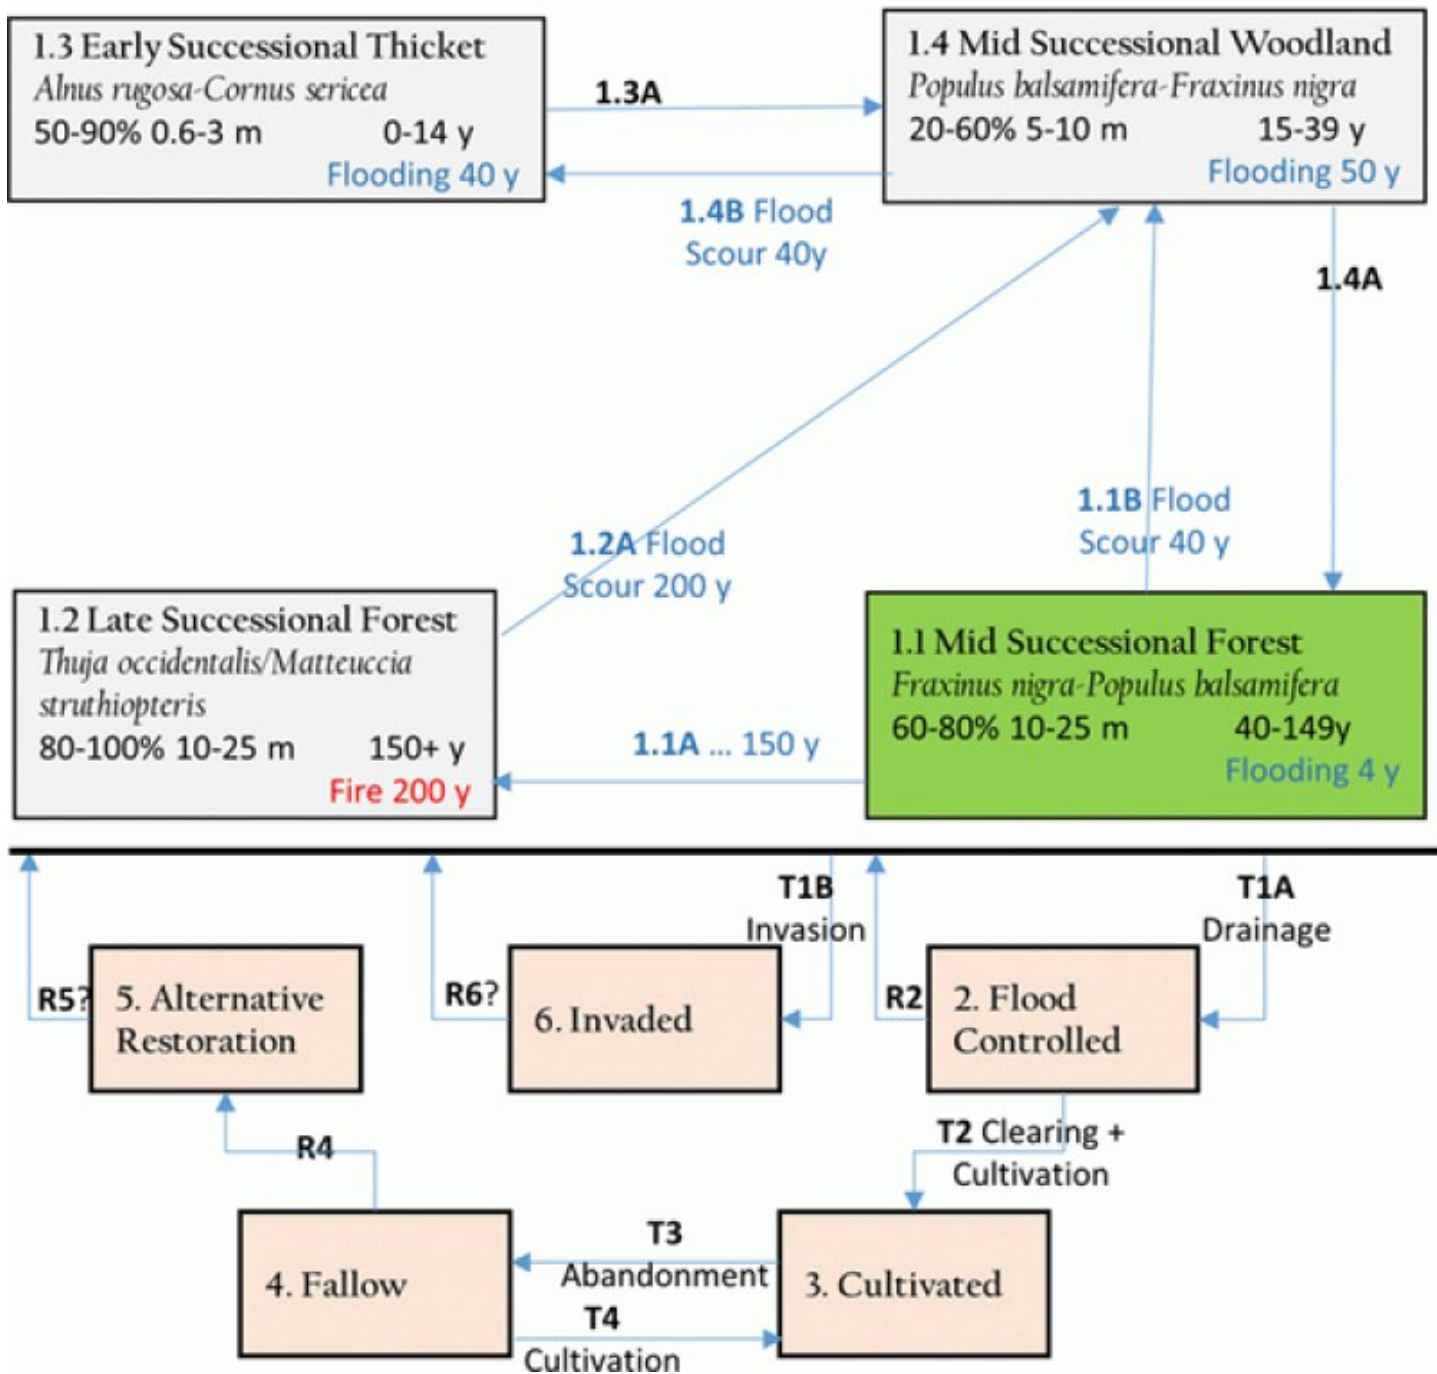 1.3 Early Successional Thicket
Alnus rugosa-Cornus sericea
50-90% 0.6-3 m 0-14 y
Flooding 40 y
1.3A
1.4B Flood
Scour 40y
1.4 Mid Successional Woodland
Populus balsamifera-Fraxinus nigra
20-60% 5-10 m 15-39 y
Flooding 50 y
1.4A
1.2A Flood
Scour 200 y
1.1B Flood
Scour 40 y
1.2 Late Successional Forest
Thuja occidentalis/Matteuccia
struthiopteris
80-100% 10-25 m 150+ y
Fire 200 y
1.1A ... 150 y
1.1 Mid Successional Forest
Fraxinus nigra-Populus balsamifera
60-80% 10-25 m 40-149y
Flooding 4 y
T1B
Invasion
T1A
Drainage
R5?
5. Alternative
Restoration
R6?
6. Invaded
R2
2. Flood
Controlled
R4
T2 Clearing +
Cultivation
4. Fallow
T3
Abandonment
T4
Cultivation
3. Cultivated